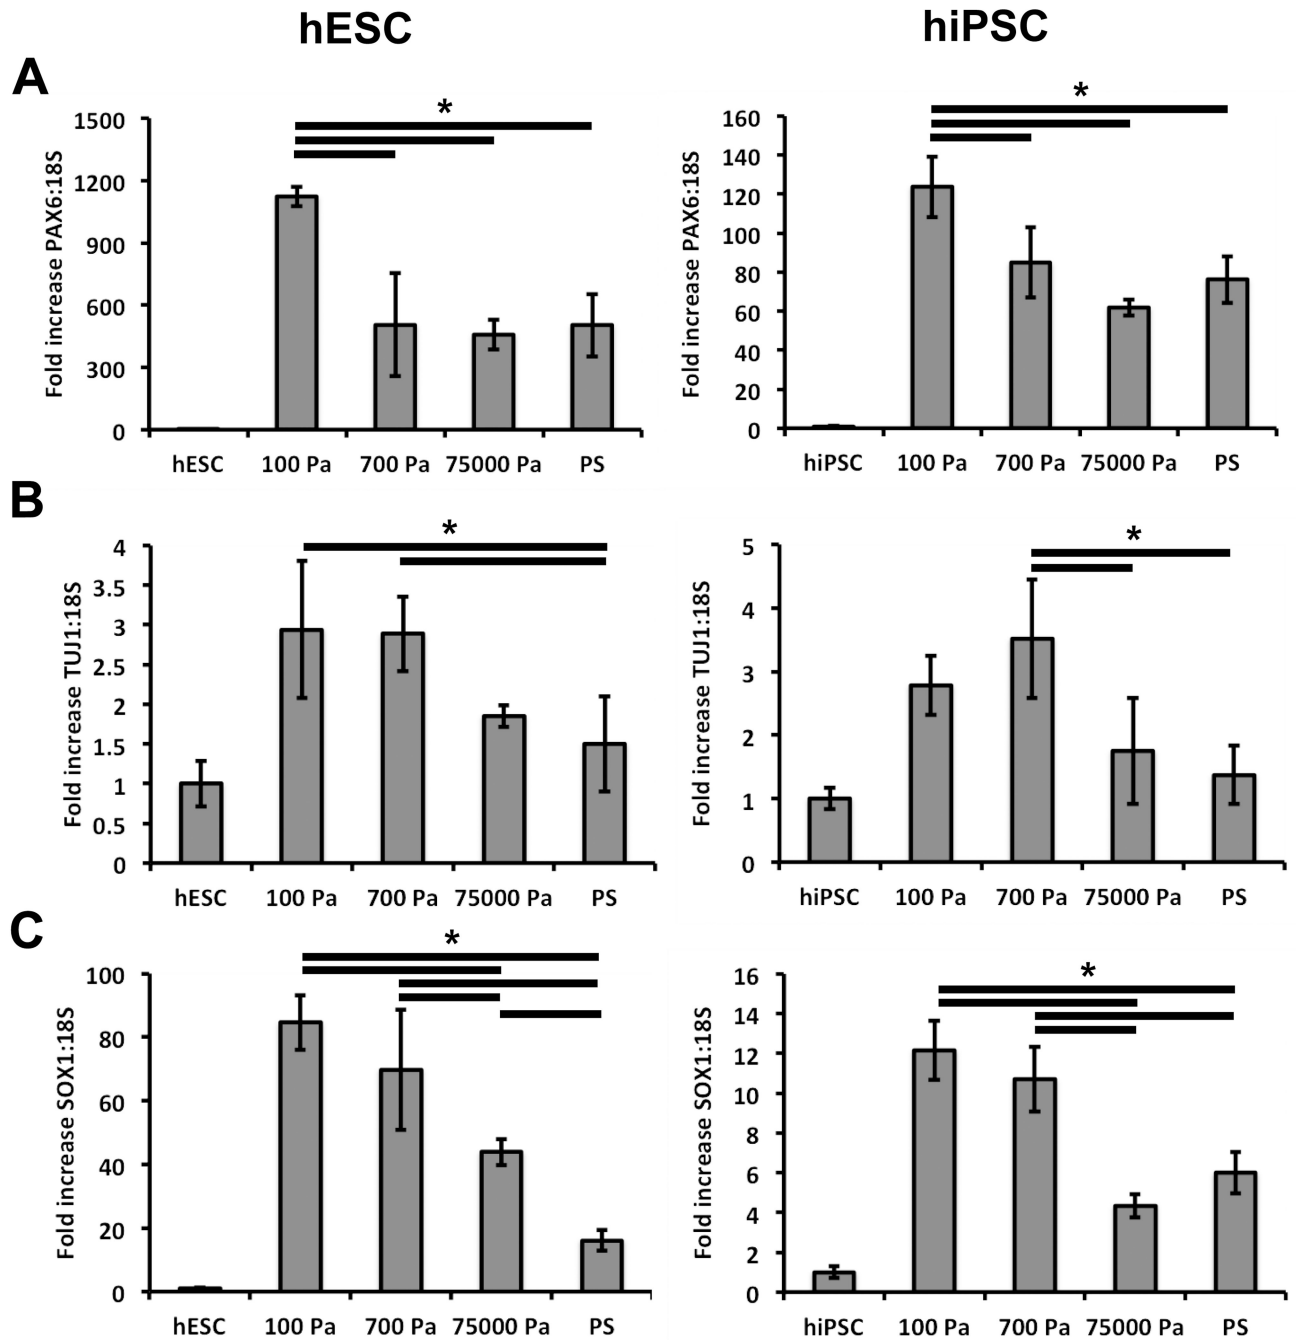 hESC
hiPSC
A
*
1500
1200
900
600
300
0
Fold increase PAX6:18S
hESC
100 Pa
700 Pa
75000 Pa
PS
*
160
140
120
100
80
60
40
20
0
Fold increase PAX6:18S
hiPSC
100 Pa
700 Pa
75000 Pa
PS
B
*
4
3.5
3
2.5
2
1.5
1
0.5
0
Fold increase TUJ1:18S
hESC
100 Pa
700 Pa
75000 Pa
PS
*
5
4
3
2
1
0
Fold increase TUJ1:18S
hiPSC
100 Pa
700 Pa
75000 Pa
PS
C
*
100
80
60
40
20
0
Fold increase SOX1:18S
hESC
100 Pa
700 Pa
75000 Pa
PS
*
16
14
12
10
8
6
4
2
0
Fold increase SOX1:18S
hiPSC
100 Pa
700 Pa
75000 Pa
PS